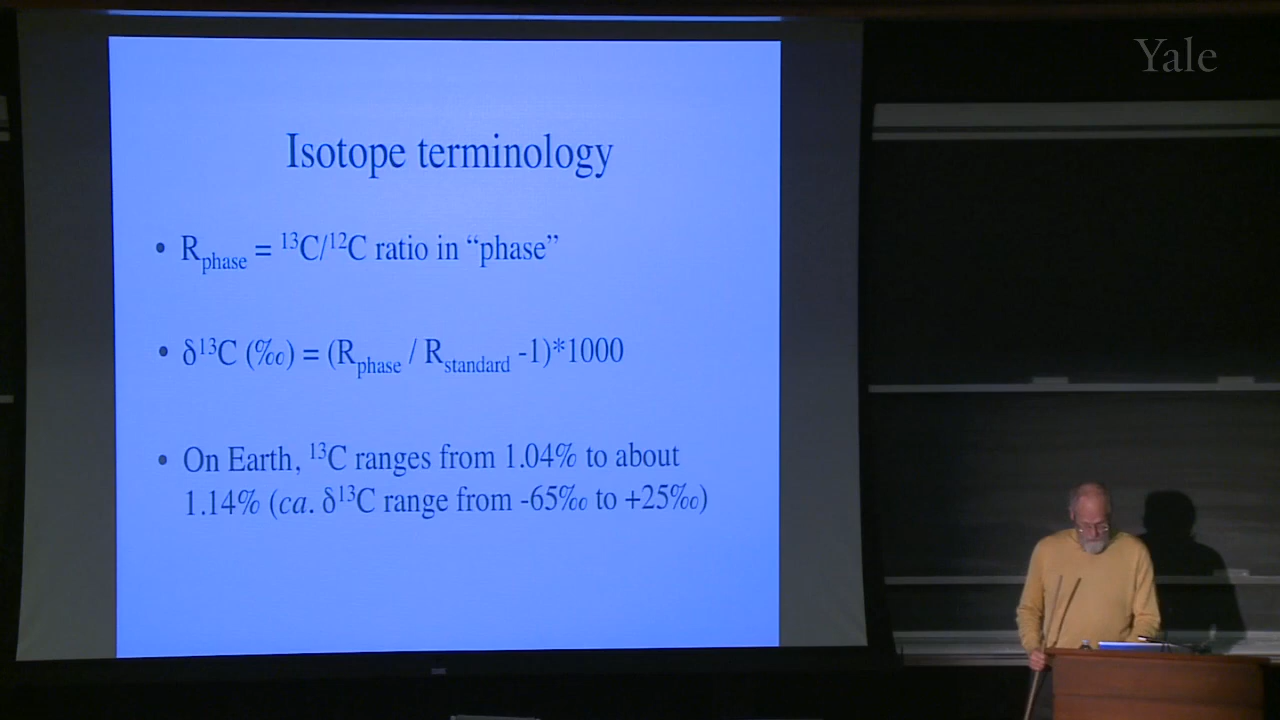 Yale
Isotope terminology
• R_phase = ¹³C/¹²C ratio in “phase”
• δ¹³C (‰) = (R_phase / R_standard -1)*1000
• On Earth, ¹³C ranges from 1.04% to about
1.14% (ca. δ¹³C range from -65‰ to +25‰)